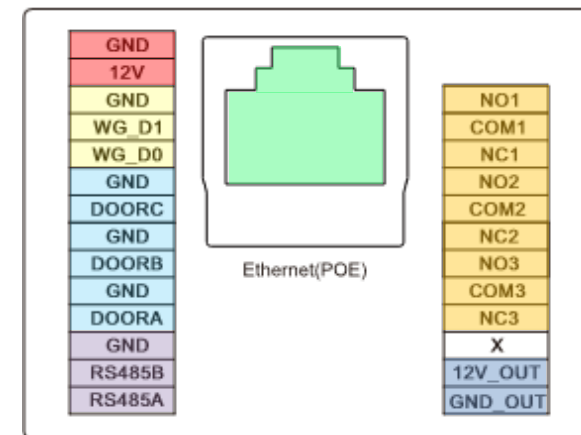 GND
12V
GND
WG_D1
WG_D0
GND
DOORC
GND
DOORB
GND
DOORA
GND
RS485B
RS485A
Ethernet(POE)
NO1
COM1
NC1
NO2
COM2
NC2
NO3
COM3
NC3
X
12V_OUT
GND_OUT